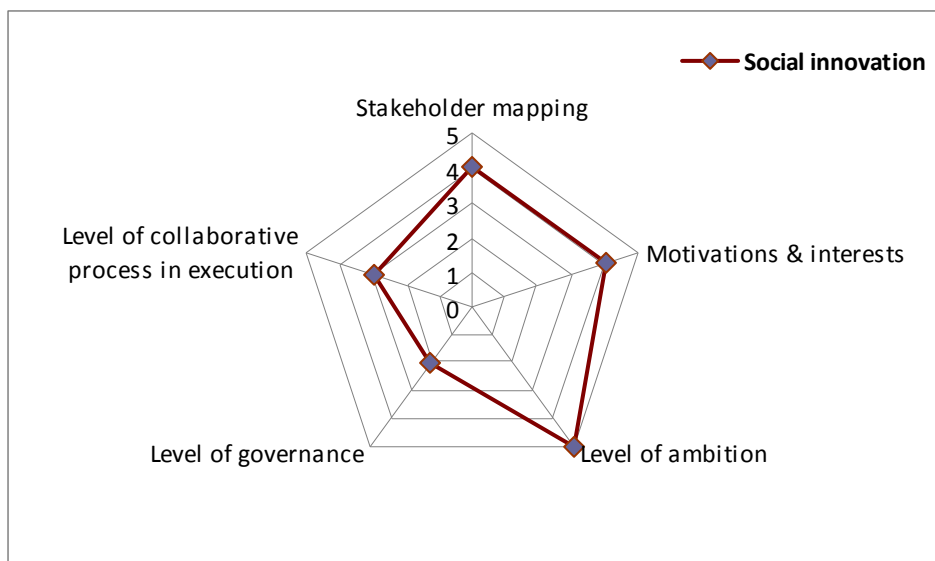 Social innovation
Stakeholder mapping
5
4
3
2
1
0
Motivations & interests
Level of ambition
Level of governance
Level of collaborative
process in execution